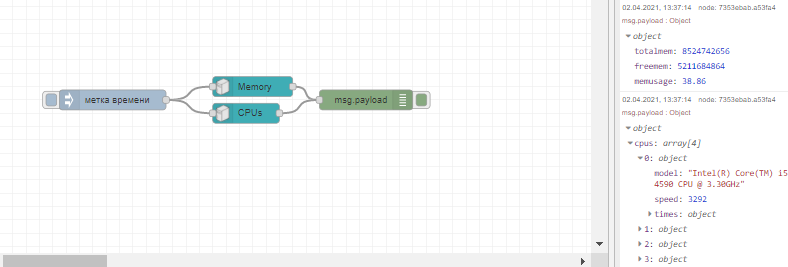 метка времени
Memory
CPUs
msg.payload
02.04.2021, 13:37:14 node: 7353ebab.a53fa4
msg.payload : Object
object
totalmem: 8524742656
freemem: 5211684864
memusage: 38.86
02.04.2021, 13:37:14 node: 7353ebab.a53fa4
msg.payload : Object
object
cpus: array[4]
0: object
model: "Intel(R) Core(TM) i5
4590 CPU @ 3.30GHz"
speed: 3292
times: object
1: object
2: object
3: object